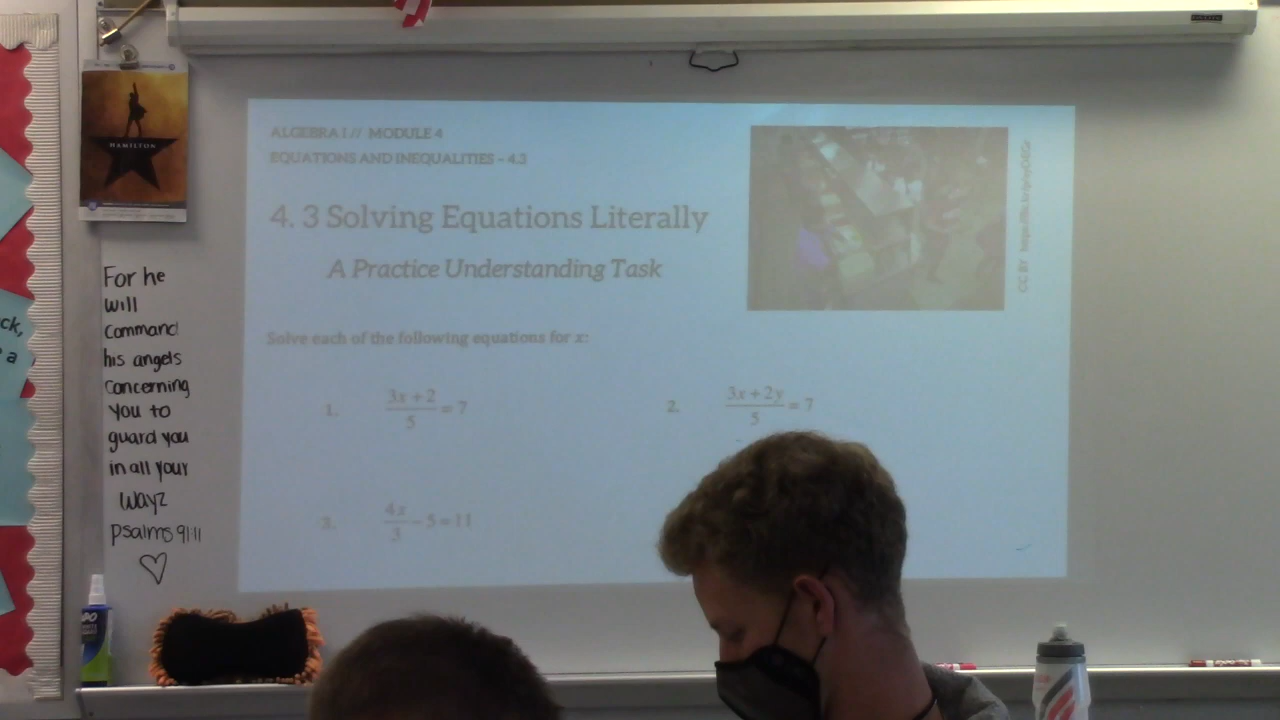 HAMILTON
For he
will
command
his angels
concerning
you to
guard you
in all your
wayz
psalms 91:11
ck,
a
ALGEBRA I // MODULE 4
EQUATIONS AND INEQUALITIES – 4.3
4. 3 Solving Equations Literally
A Practice Understanding Task
Solve each of the following equations for x:
1. (3x + 2)/5 = 7
2. (3x + 2y)/5 = 7
3. 4x/3 − 5 = 11
CC BY